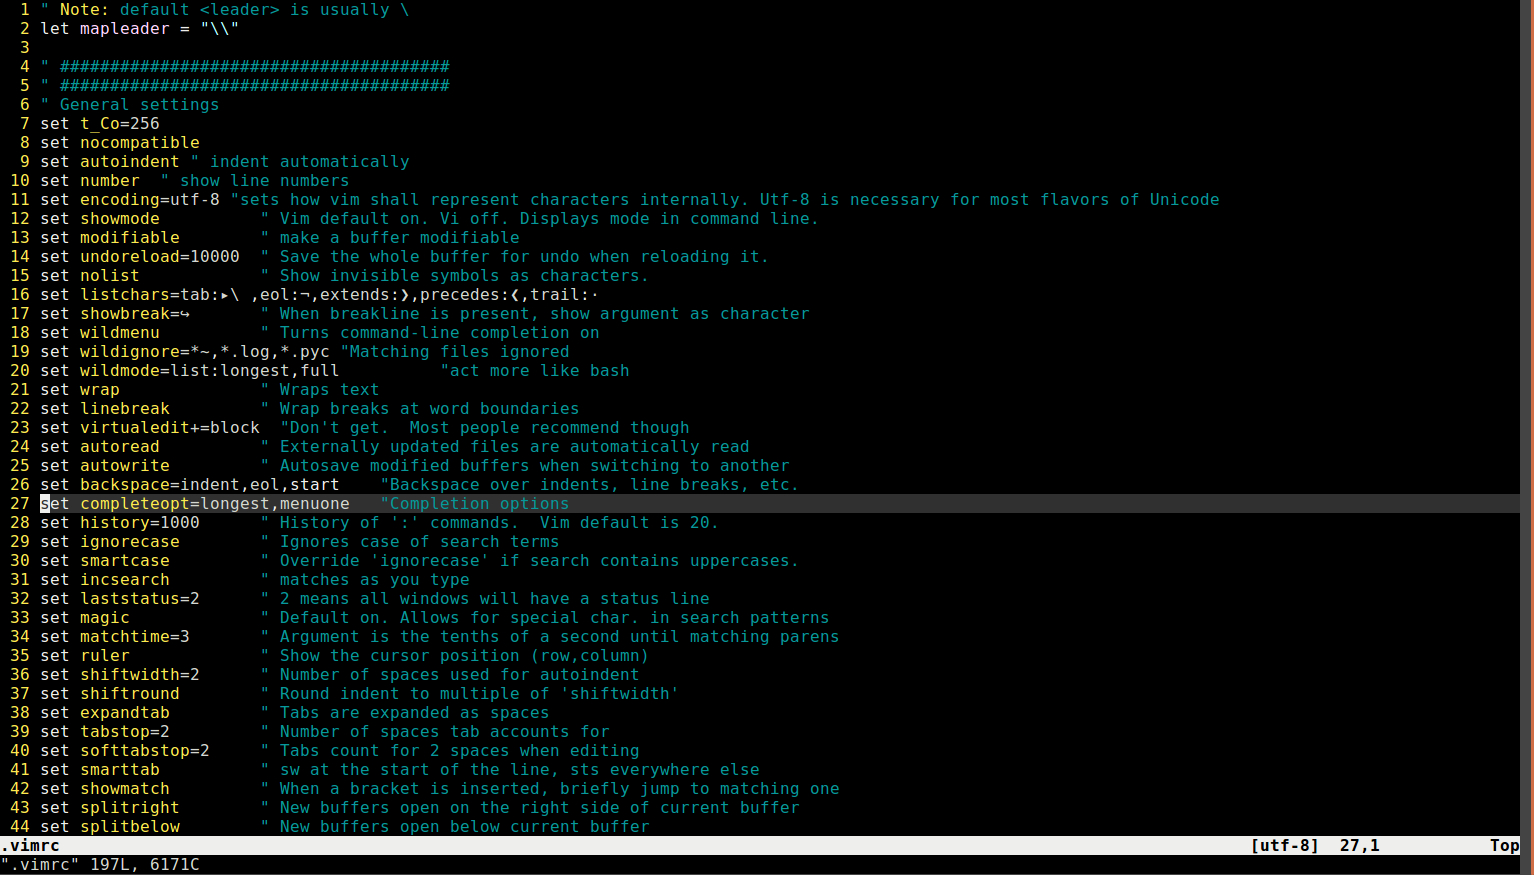 1 " Note: default <leader> is usually \
2 let mapleader = "\\"
3
4 " #######################################
5 " #######################################
6 " General settings
7 set t_Co=256
8 set nocompatible
9 set autoindent " indent automatically
10 set number  " show line numbers
11 set encoding=utf-8 "sets how vim shall represent characters internally. Utf-8 is necessary for most flavors of Unicode
12 set showmode          " Vim default on. Vi off. Displays mode in command line.
13 set modifiable        " make a buffer modifiable
14 set undoreload=10000  " Save the whole buffer for undo when reloading it.
15 set nolist            " Show invisible symbols as characters.
16 set listchars=tab:▸\ ,eol:¬,extends:❯,precedes:❮,trail:·
17 set showbreak=↪       " When breakline is present, show argument as character
18 set wildmenu          " Turns command-line completion on
19 set wildignore=*~,*.log,*.pyc "Matching files ignored
20 set wildmode=list:longest,full          "act more like bash
21 set wrap              " Wraps text
22 set linebreak         " Wrap breaks at word boundaries
23 set virtualedit+=block  "Don't get.  Most people recommend though
24 set autoread          " Externally updated files are automatically read
25 set autowrite         " Autosave modified buffers when switching to another
26 set backspace=indent,eol,start    "Backspace over indents, line breaks, etc.
27 set completeopt=longest,menuone   "Completion options
28 set history=1000      " History of ':' commands.  Vim default is 20.
29 set ignorecase        " Ignores case of search terms
30 set smartcase         " Override 'ignorecase' if search contains uppercases.
31 set incsearch         " matches as you type
32 set laststatus=2      " 2 means all windows will have a status line
33 set magic             " Default on. Allows for special char. in search patterns
34 set matchtime=3       " Argument is the tenths of a second until matching parens
35 set ruler             " Show the cursor position (row,column)
36 set shiftwidth=2      " Number of spaces used for autoindent
37 set shiftround        " Round indent to multiple of 'shiftwidth'
38 set expandtab         " Tabs are expanded as spaces
39 set tabstop=2         " Number of spaces tab accounts for
40 set softtabstop=2     " Tabs count for 2 spaces when editing
41 set smarttab          " sw at the start of the line, sts everywhere else
42 set showmatch         " When a bracket is inserted, briefly jump to matching one
43 set splitright        " New buffers open on the right side of current buffer
44 set splitbelow        " New buffers open below current buffer
.vimrc [utf-8]  27,1 Top
".vimrc" 197L, 6171C